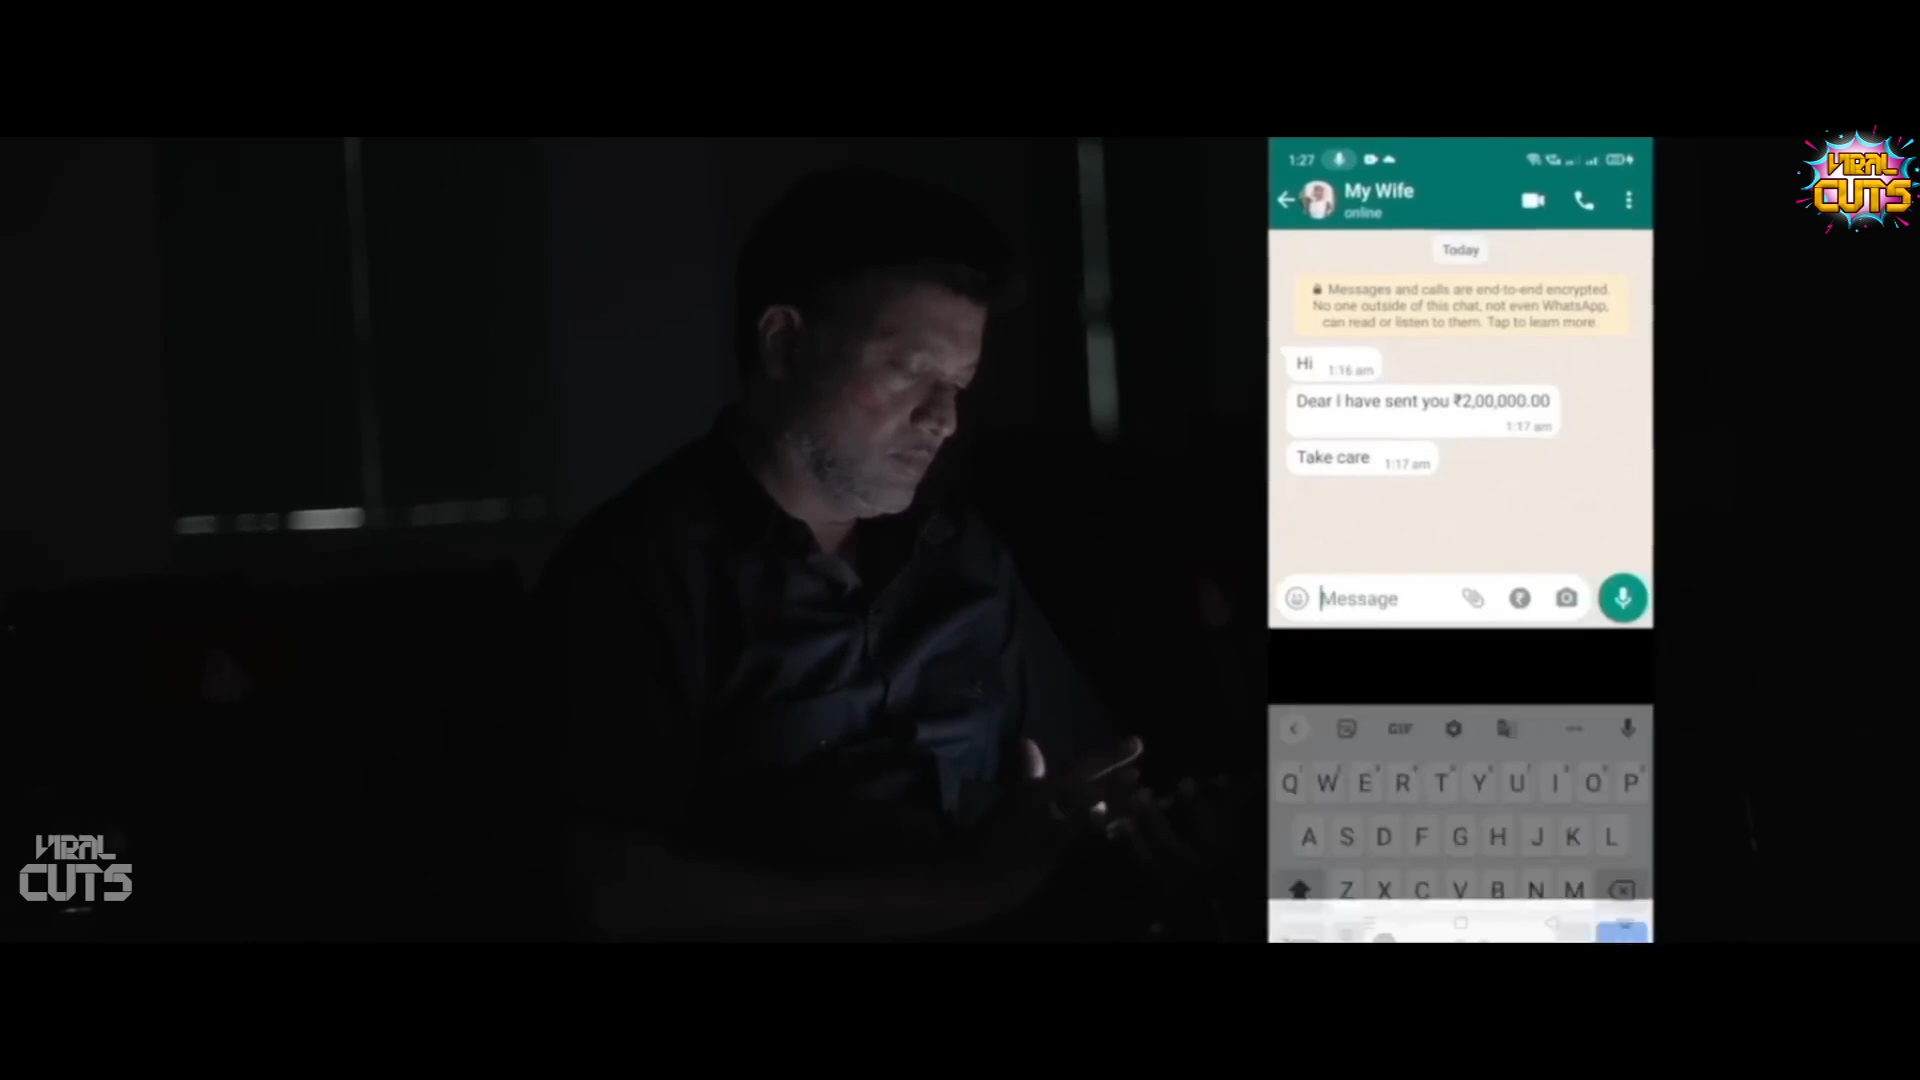 VIRAL
CUTS
1:27
My Wife
online
Today
Messages and calls are end-to-end encrypted.
No one outside of this chat, not even WhatsApp,
can read or listen to them. Tap to learn more.
Hi 1:16 am
Dear I have sent you ₹2,00,000.00
1:17 am
Take care 1:17 am
Message
GIF
Q W E R T Y U I O P
A S D F G H J K L
Z X C V B N M
VIRAL
CUTS